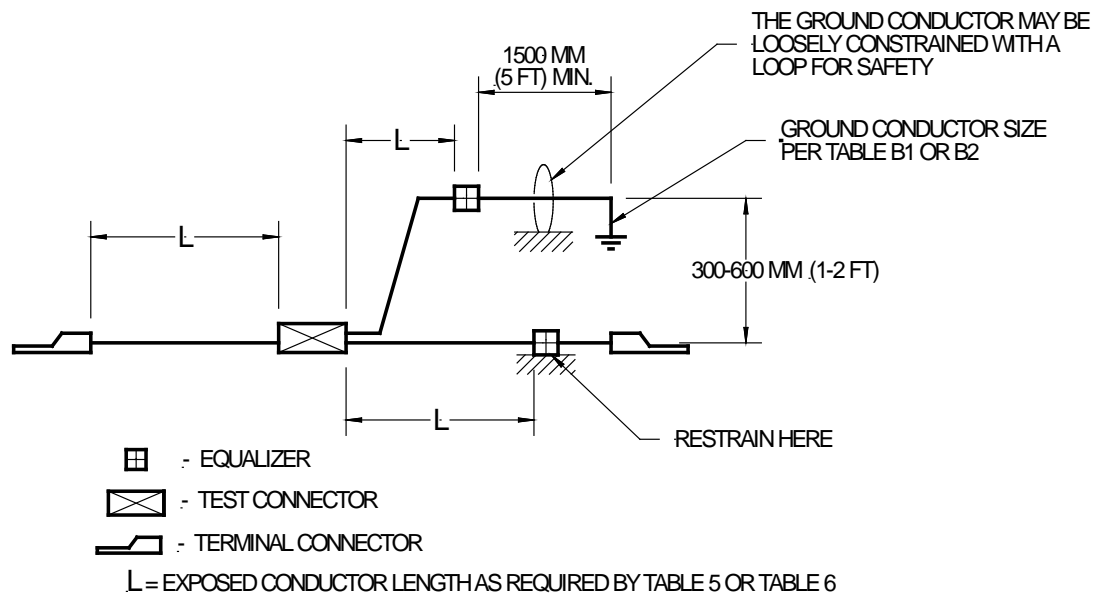 THE GROUND CONDUCTOR MAY BE
LOOSELY CONSTRAINED WITH A
LOOP FOR SAFETY
1500 MM
(5 FT) MIN.
GROUND CONDUCTOR SIZE
PER TABLE B1 OR B2
L
L
300-600 MM (1-2 FT)
L
RESTRAIN HERE
- EQUALIZER
- TEST CONNECTOR
- TERMINAL CONNECTOR
L = EXPOSED CONDUCTOR LENGTH AS REQUIRED BY TABLE 5 OR TABLE 6